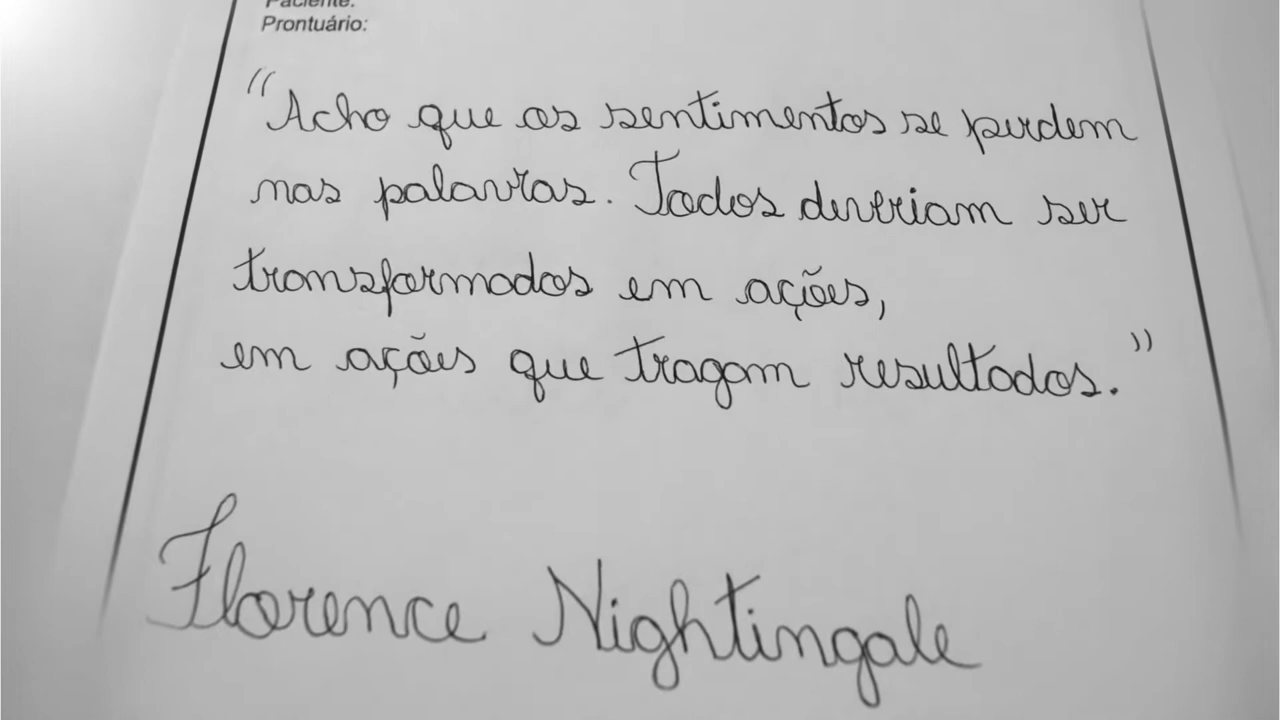 Paciente:
Prontuário:
"Acho que os sentimentos se perdem
nas palavras. Todos deveriam ser
transformados em ações,
em ações que tragam resultados."
Florence Nightingale